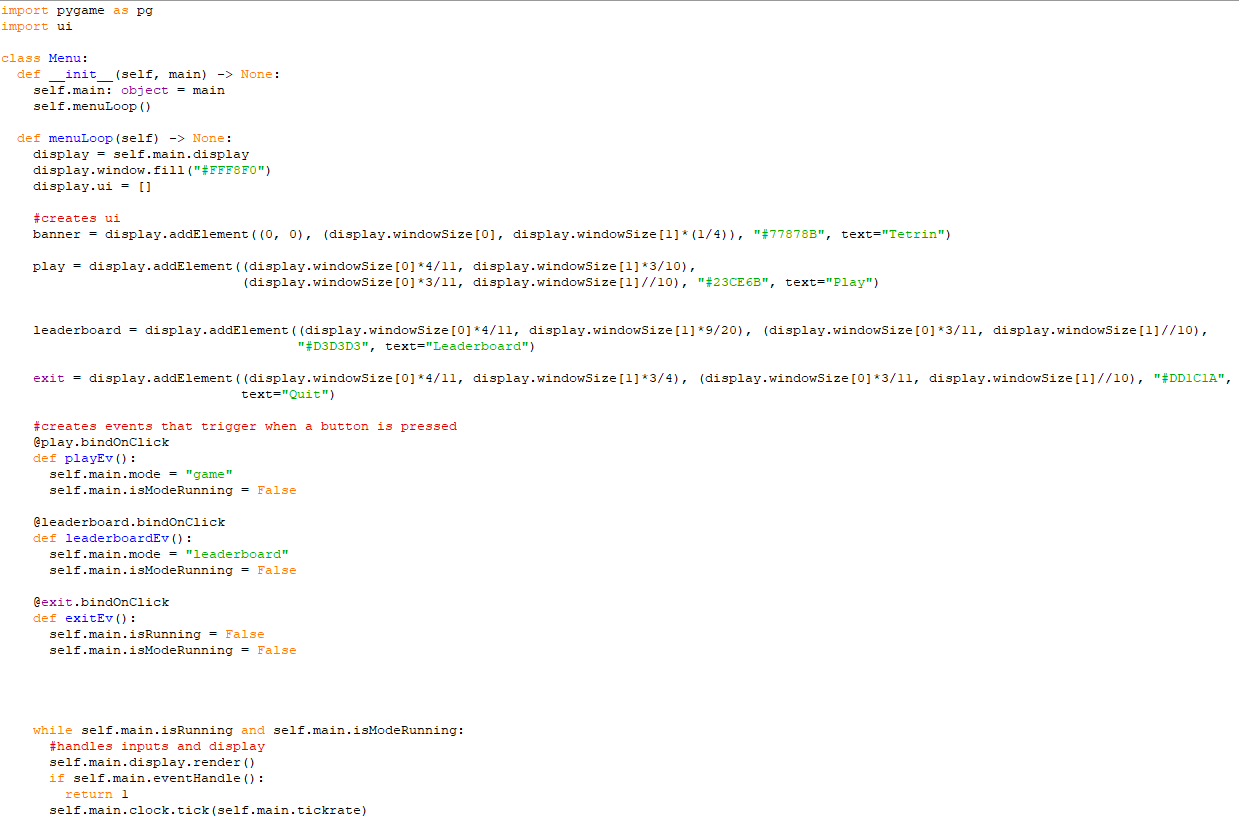 import pygame as pg
import ui
class Menu:
  def __init__(self, main) -> None:
    self.main: object = main
    self.menuLoop()
  def menuLoop(self) -> None:
    display = self.main.display
    display.window.fill("#FFF8F0")
    display.ui = []
    #creates ui
    banner = display.addElement((0, 0), (display.windowSize[0], display.windowSize[1]*(1/4)), "#77878B", text="Tetrin")
    play = display.addElement((display.windowSize[0]*4/11, display.windowSize[1]*3/10),
                              (display.windowSize[0]*3/11, display.windowSize[1]//10), "#23CE6B", text="Play")
    leaderboard = display.addElement((display.windowSize[0]*4/11, display.windowSize[1]*9/20), (display.windowSize[0]*3/11, display.windowSize[1]//10),
                                     "#D3D3D3", text="Leaderboard")
    exit = display.addElement((display.windowSize[0]*4/11, display.windowSize[1]*3/4), (display.windowSize[0]*3/11, display.windowSize[1]//10), "#DD1C1A",
                              text="Quit")
    #creates events that trigger when a button is pressed
    @play.bindOnClick
    def playEv():
      self.main.mode = "game"
      self.main.isModeRunning = False
    @leaderboard.bindOnClick
    def leaderboardEv():
      self.main.mode = "leaderboard"
      self.main.isModeRunning = False
    @exit.bindOnClick
    def exitEv():
      self.main.isRunning = False
      self.main.isModeRunning = False
    while self.main.isRunning and self.main.isModeRunning:
      #handles inputs and display
      self.main.display.render()
      if self.main.eventHandle():
        return 1
      self.main.clock.tick(self.main.tickrate)